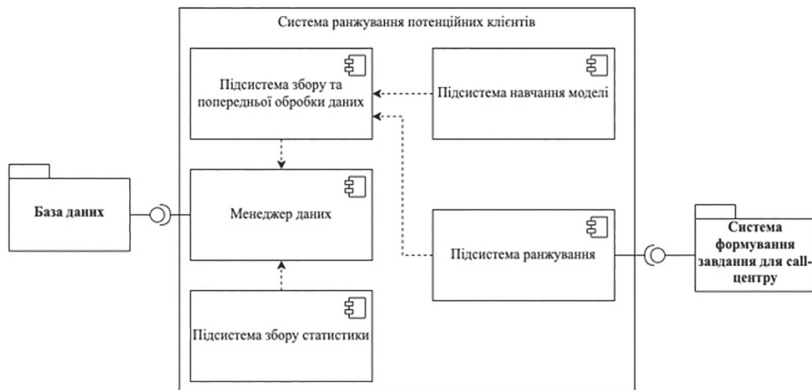 Система ранжування потенційних клієнтів
Підсистема збору та
попередньої обробки даних
Підсистема навчання моделі
База даних
Менеджер даних
Підсистема ранжування
Система
формування
завдання для call-
центру
Підсистема збору статистики